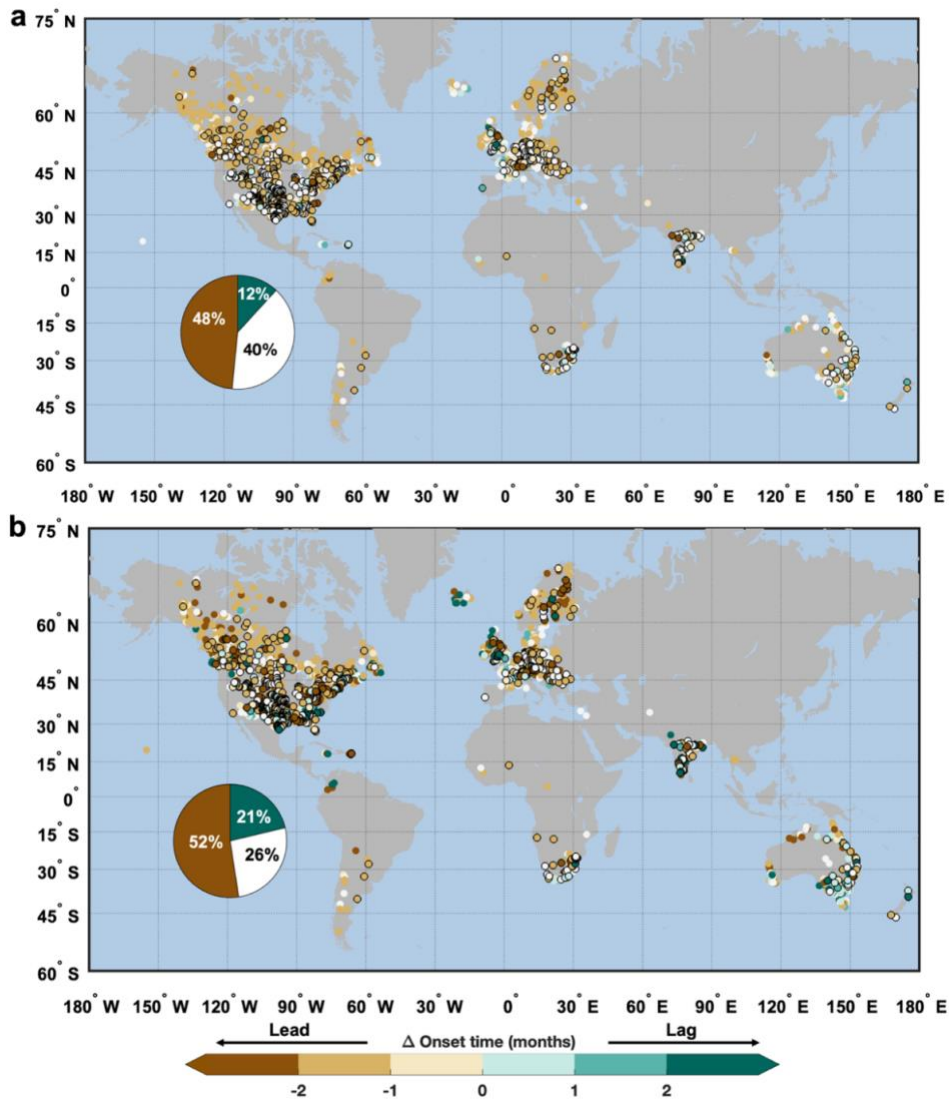 a
75° N
60° N
45° N
30° N
15° N
0°
15° S
30° S
45° S
60° S
180° W 150° W 120° W 90° W 60° W 30° W 0° 30° E 60° E 90° E 120° E 150° E 180° E
48%
12%
40%
b
75° N
60° N
45° N
30° N
15° N
0°
15° S
30° S
45° S
60° S
180° W 150° W 120° W 90° W 60° W 30° W 0° 30° E 60° E 90° E 120° E 150° E 180° E
52%
21%
26%
Lead Δ Onset time (months) Lag
-2 -1 0 1 2